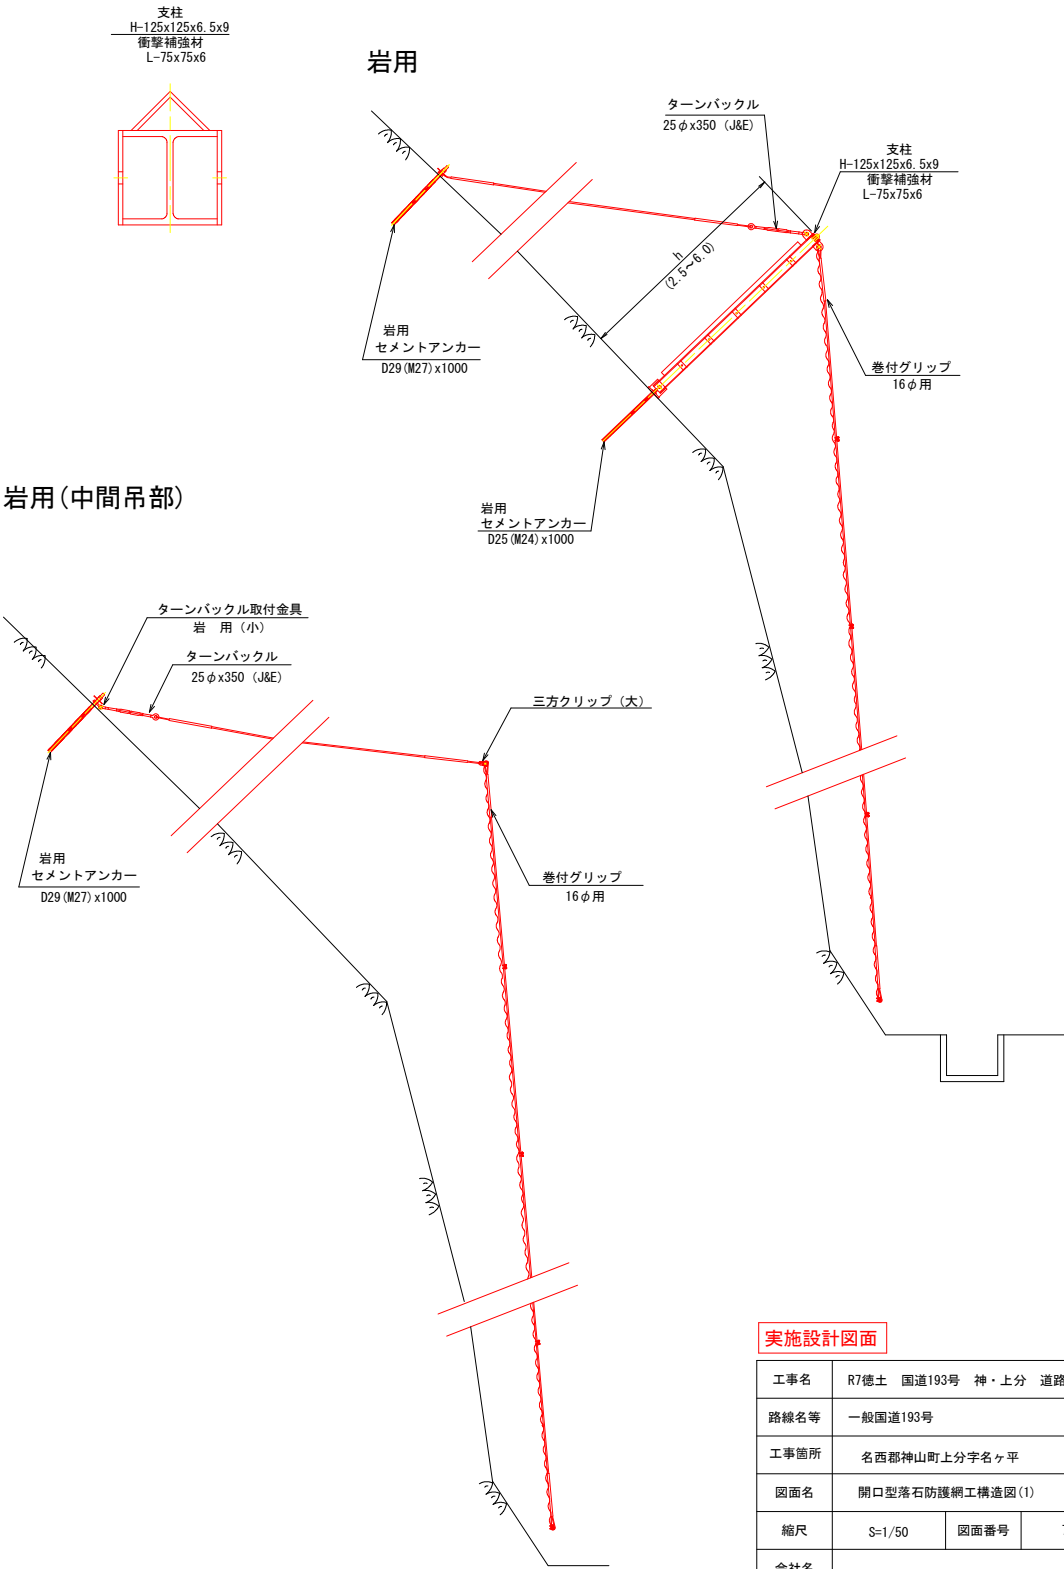 支柱
H-125x125x6.5x9
衝撃補強材
L-75x75x6
岩用
ターンバックル
25φx350 (J&E)
支柱
H-125x125x6.5x9
衝撃補強材
L-75x75x6
h
(2.5~6.0)
岩用
セメントアンカー
D29(M27)x1000
巻付グリップ
16φ用
岩用
セメントアンカー
D25(M24)x1000
岩用(中間吊部)
ターンバックル取付金具
岩 用 (小)
ターンバックル
25φx350 (J&E)
三方クリップ (大)
岩用
セメントアンカー
D29(M27)x1000
巻付グリップ
16φ用
実施設計図面
工事名 R7徳土 国道193号 神・上分 道路
路線名等 一般国道193号
工事箇所 名西郡神山町上分字名ヶ平
図面名 開口型落石防護網工構造図(1)
縮尺 S=1/50 図面番号
会社名